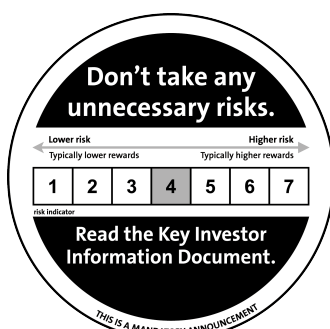 Don’t take any
unnecessary risks.
Lower risk Higher risk
Typically lower rewards Typically higher rewards
1 2 3 4 5 6 7
risk indicator
Read the Key Investor
Information Document.
THIS IS A MANDATORY ANNOUNCEMENT